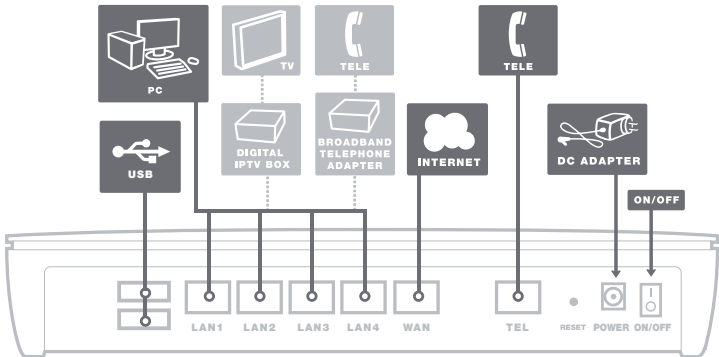 PC
TV
TELE
TELE
USB
DIGITAL
IPTV BOX
BROADBAND
TELEPHONE
ADAPTER
INTERNET
DC ADAPTER
ON/OFF
LAN1 LAN2 LAN3 LAN4 WAN TEL RESET POWER ON/OFF